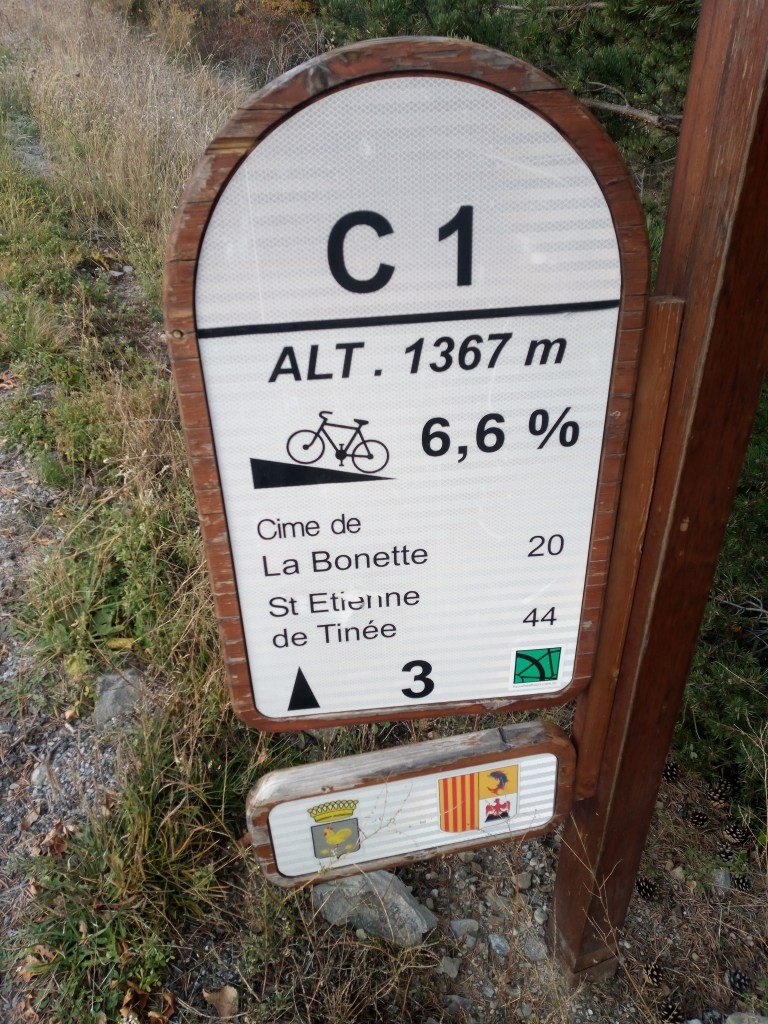 C 1
ALT . 1367 m
6,6 %
Cime de
La Bonette 20
St Etienne
de Tinée 44
3